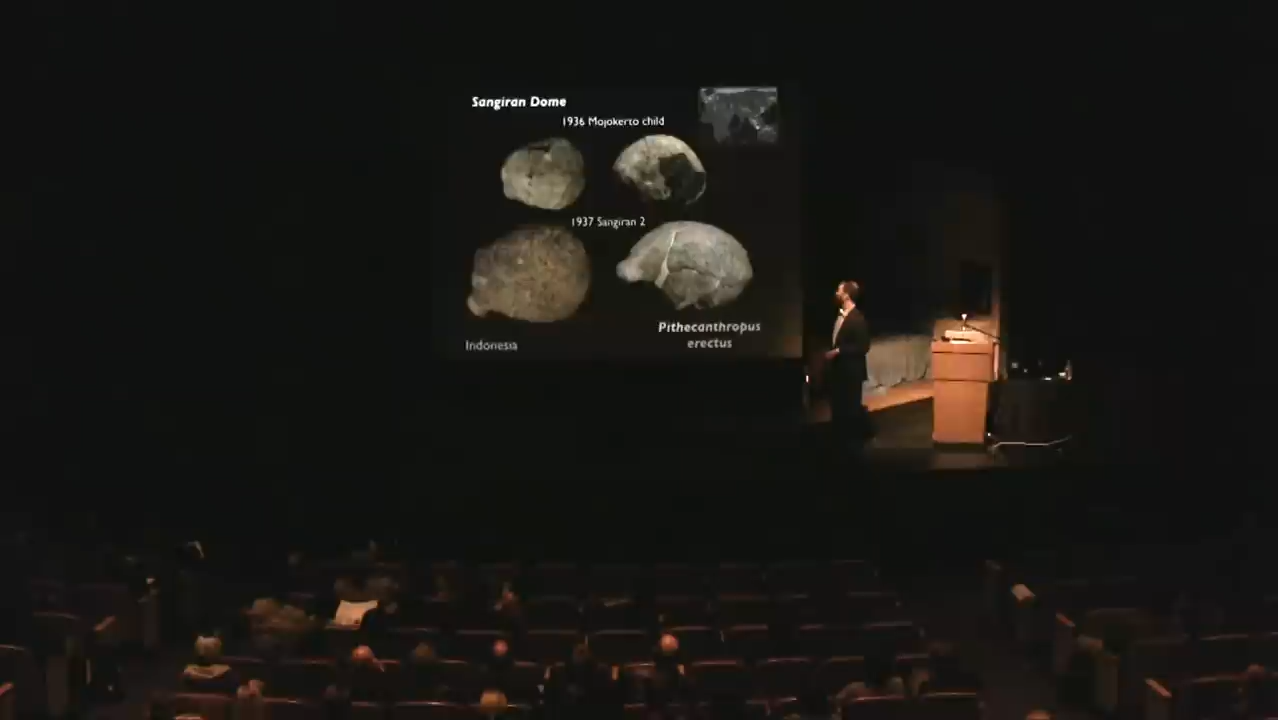 Sangiran Dome
1936 Mojokerto child
1937 Sangiran 2
Pithecanthropus
erectus
Indonesia